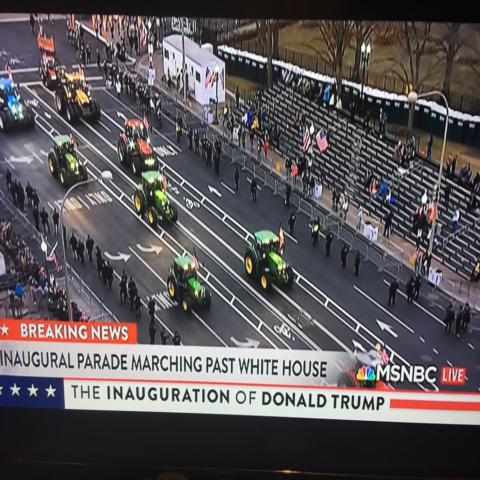 BREAKING NEWS
INAUGURAL PARADE MARCHING PAST WHITE HOUSE
MSNBC LIVE
THE INAUGURATION OF DONALD TRUMP